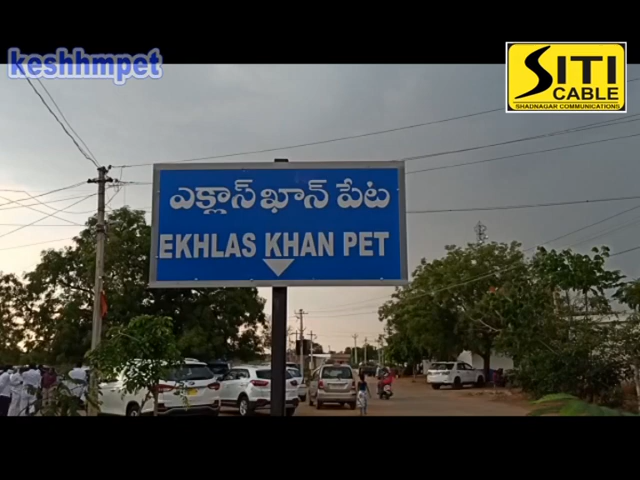 keshhmpet
SITI
CABLE
SHADNAGAR COMMUNICATIONS
ఎక్లాస్ ఖాన్ పేట
EKHLAS KHAN PET